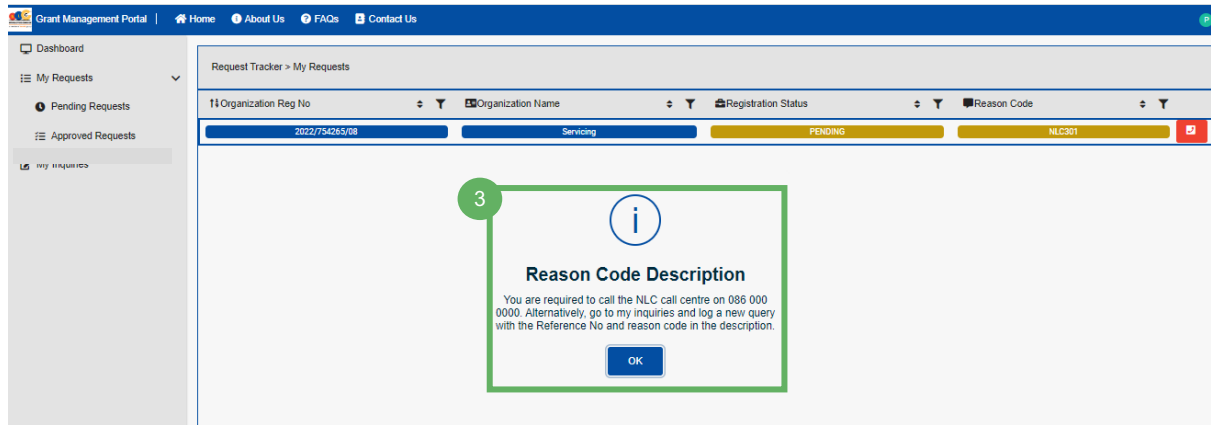 Grant Management Portal | Home About Us FAQs Contact Us P
Dashboard
My Requests
Pending Requests
Approved Requests
My Inquiries
Request Tracker > My Requests
Organization Reg No Organization Name Registration Status Reason Code
2022/754265/08 Servicing PENDING NLC301
3
i
Reason Code Description
You are required to call the NLC call centre on 086 000
0000. Alternatively, go to my inquiries and log a new query
with the Reference No and reason code in the description.
OK